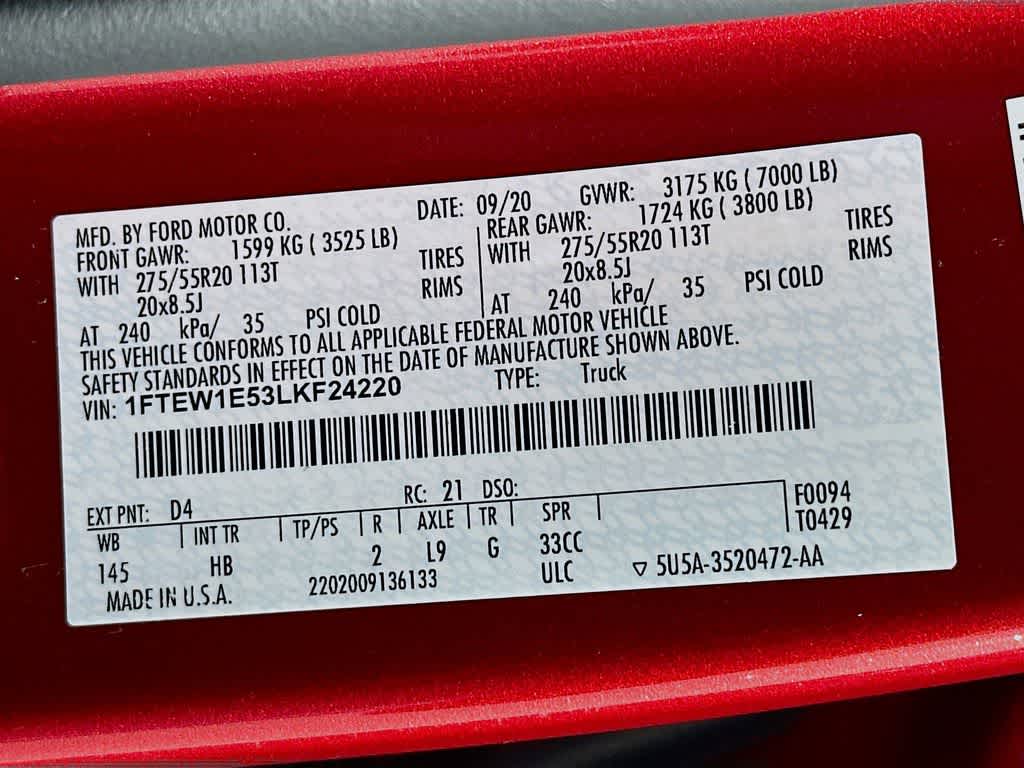 MFD. BY FORD MOTOR CO. DATE: 09/20 GVWR: 3175 KG ( 7000 LB)
FRONT GAWR: 1599 KG ( 3525 LB) REAR GAWR: 1724 KG ( 3800 LB)
WITH 275/55R20 113T TIRES WITH 275/55R20 113T TIRES
20x8.5J RIMS 20x8.5J RIMS
AT 240 kPa/ 35 PSI COLD AT 240 kPa/ 35 PSI COLD
THIS VEHICLE CONFORMS TO ALL APPLICABLE FEDERAL MOTOR VEHICLE
SAFETY STANDARDS IN EFFECT ON THE DATE OF MANUFACTURE SHOWN ABOVE.
VIN: 1FTEW1E53LKF24220 TYPE: Truck
EXT PNT: D4 RC: 21 DSO: F0094
WB INT TR TP/PS R AXLE TR SPR T0429
145 HB 2 L9 G 33CC
MADE IN U.S.A. 2202009136133 ULC ▽ 5U5A-3520472-AA